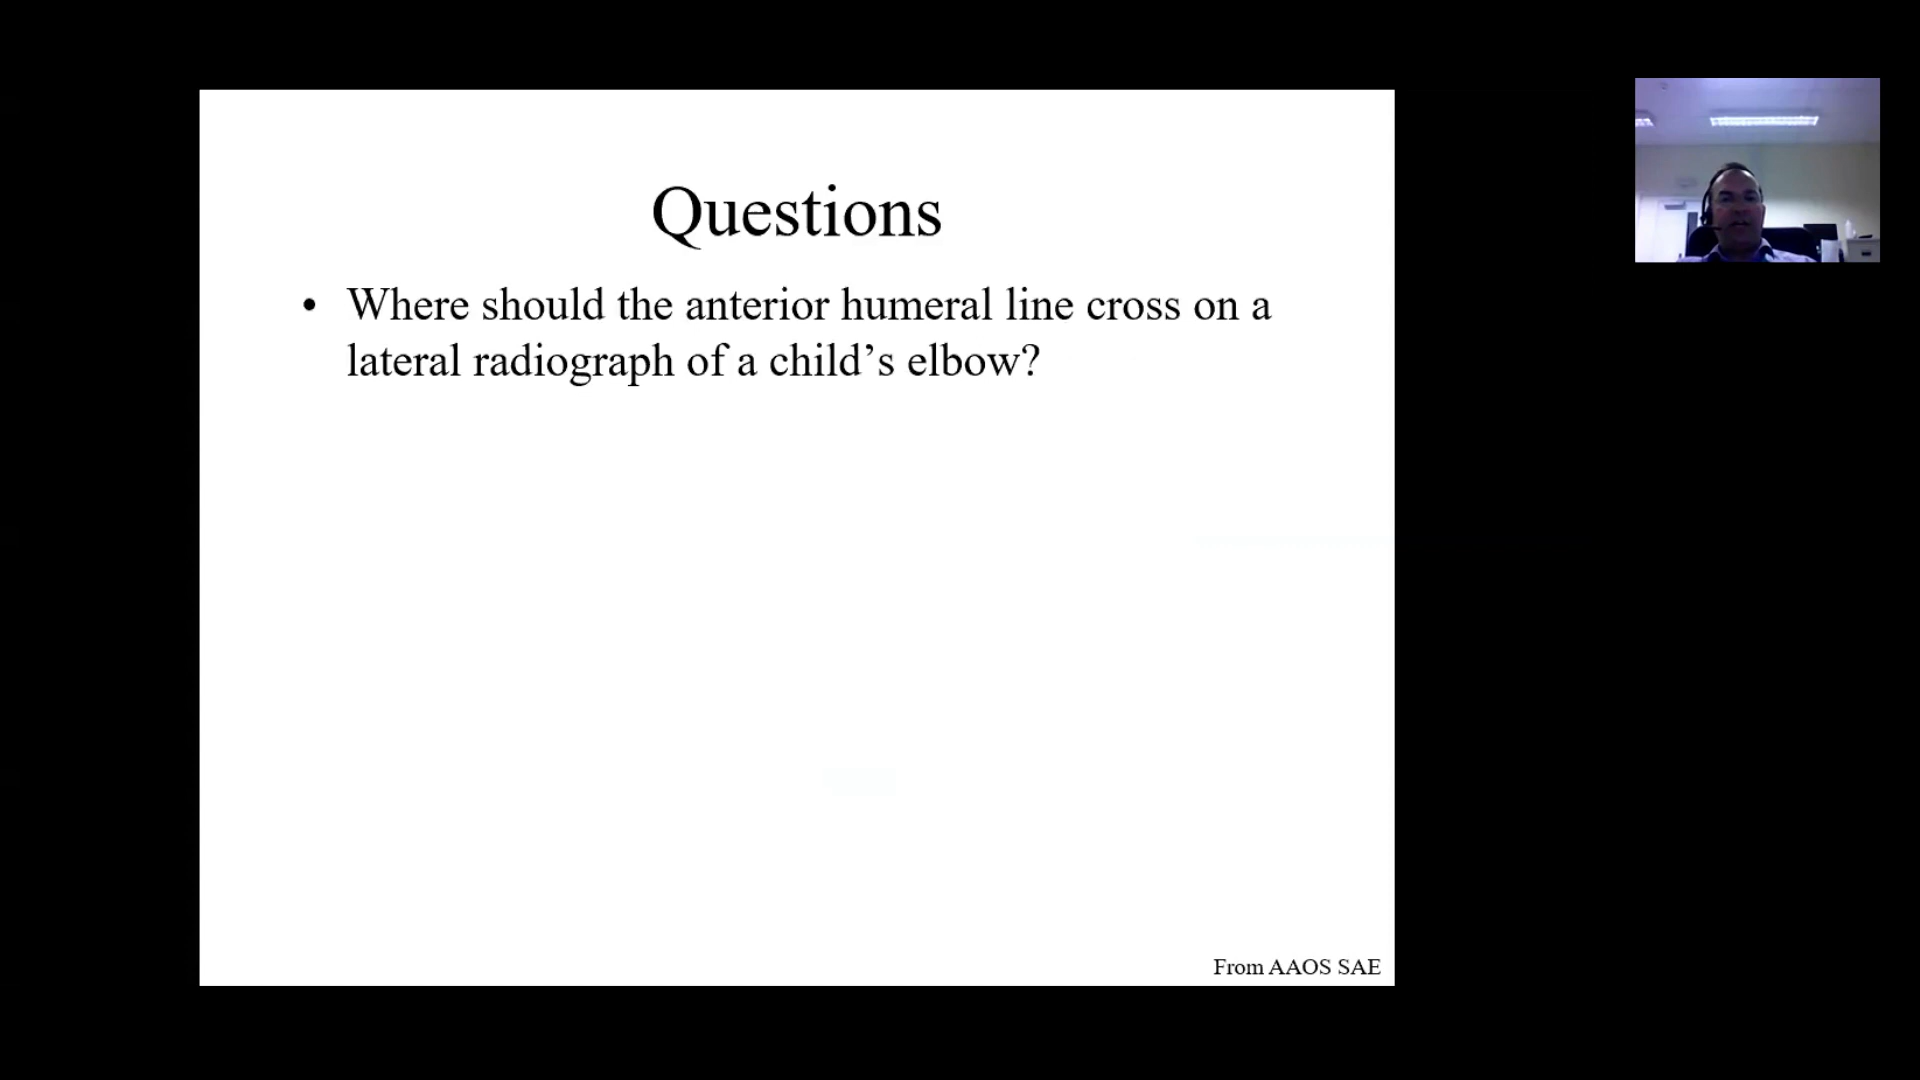 Questions
• Where should the anterior humeral line cross on a
lateral radiograph of a child’s elbow?
From AAOS SAE